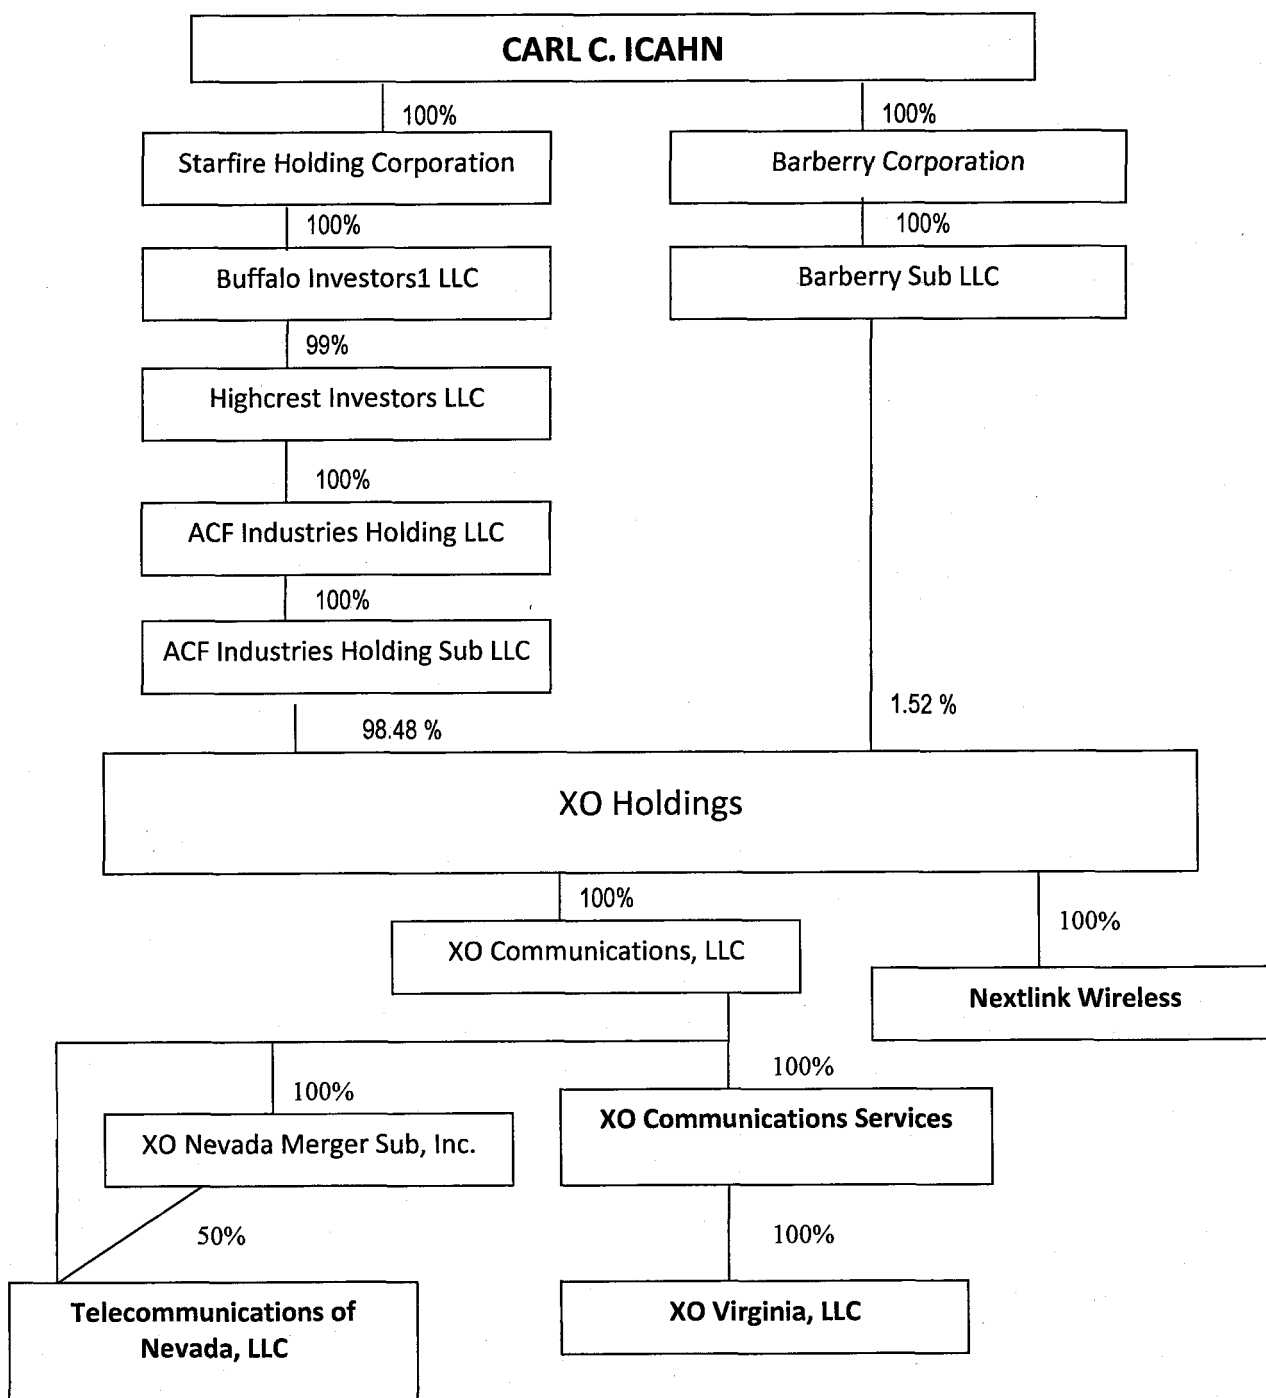 CARL C. ICAHN
100%
100%
Starfire Holding Corporation
Barberry Corporation
100%
100%
Buffalo Investors1 LLC
Barberry Sub LLC
99%
Highcrest Investors LLC
100%
ACF Industries Holding LLC
100%
ACF Industries Holding Sub LLC
98.48 %
1.52 %
XO Holdings
100%
100%
XO Communications, LLC
Nextlink Wireless
100%
100%
XO Nevada Merger Sub, Inc.
XO Communications Services
50%
100%
Telecommunications of
Nevada, LLC
XO Virginia, LLC